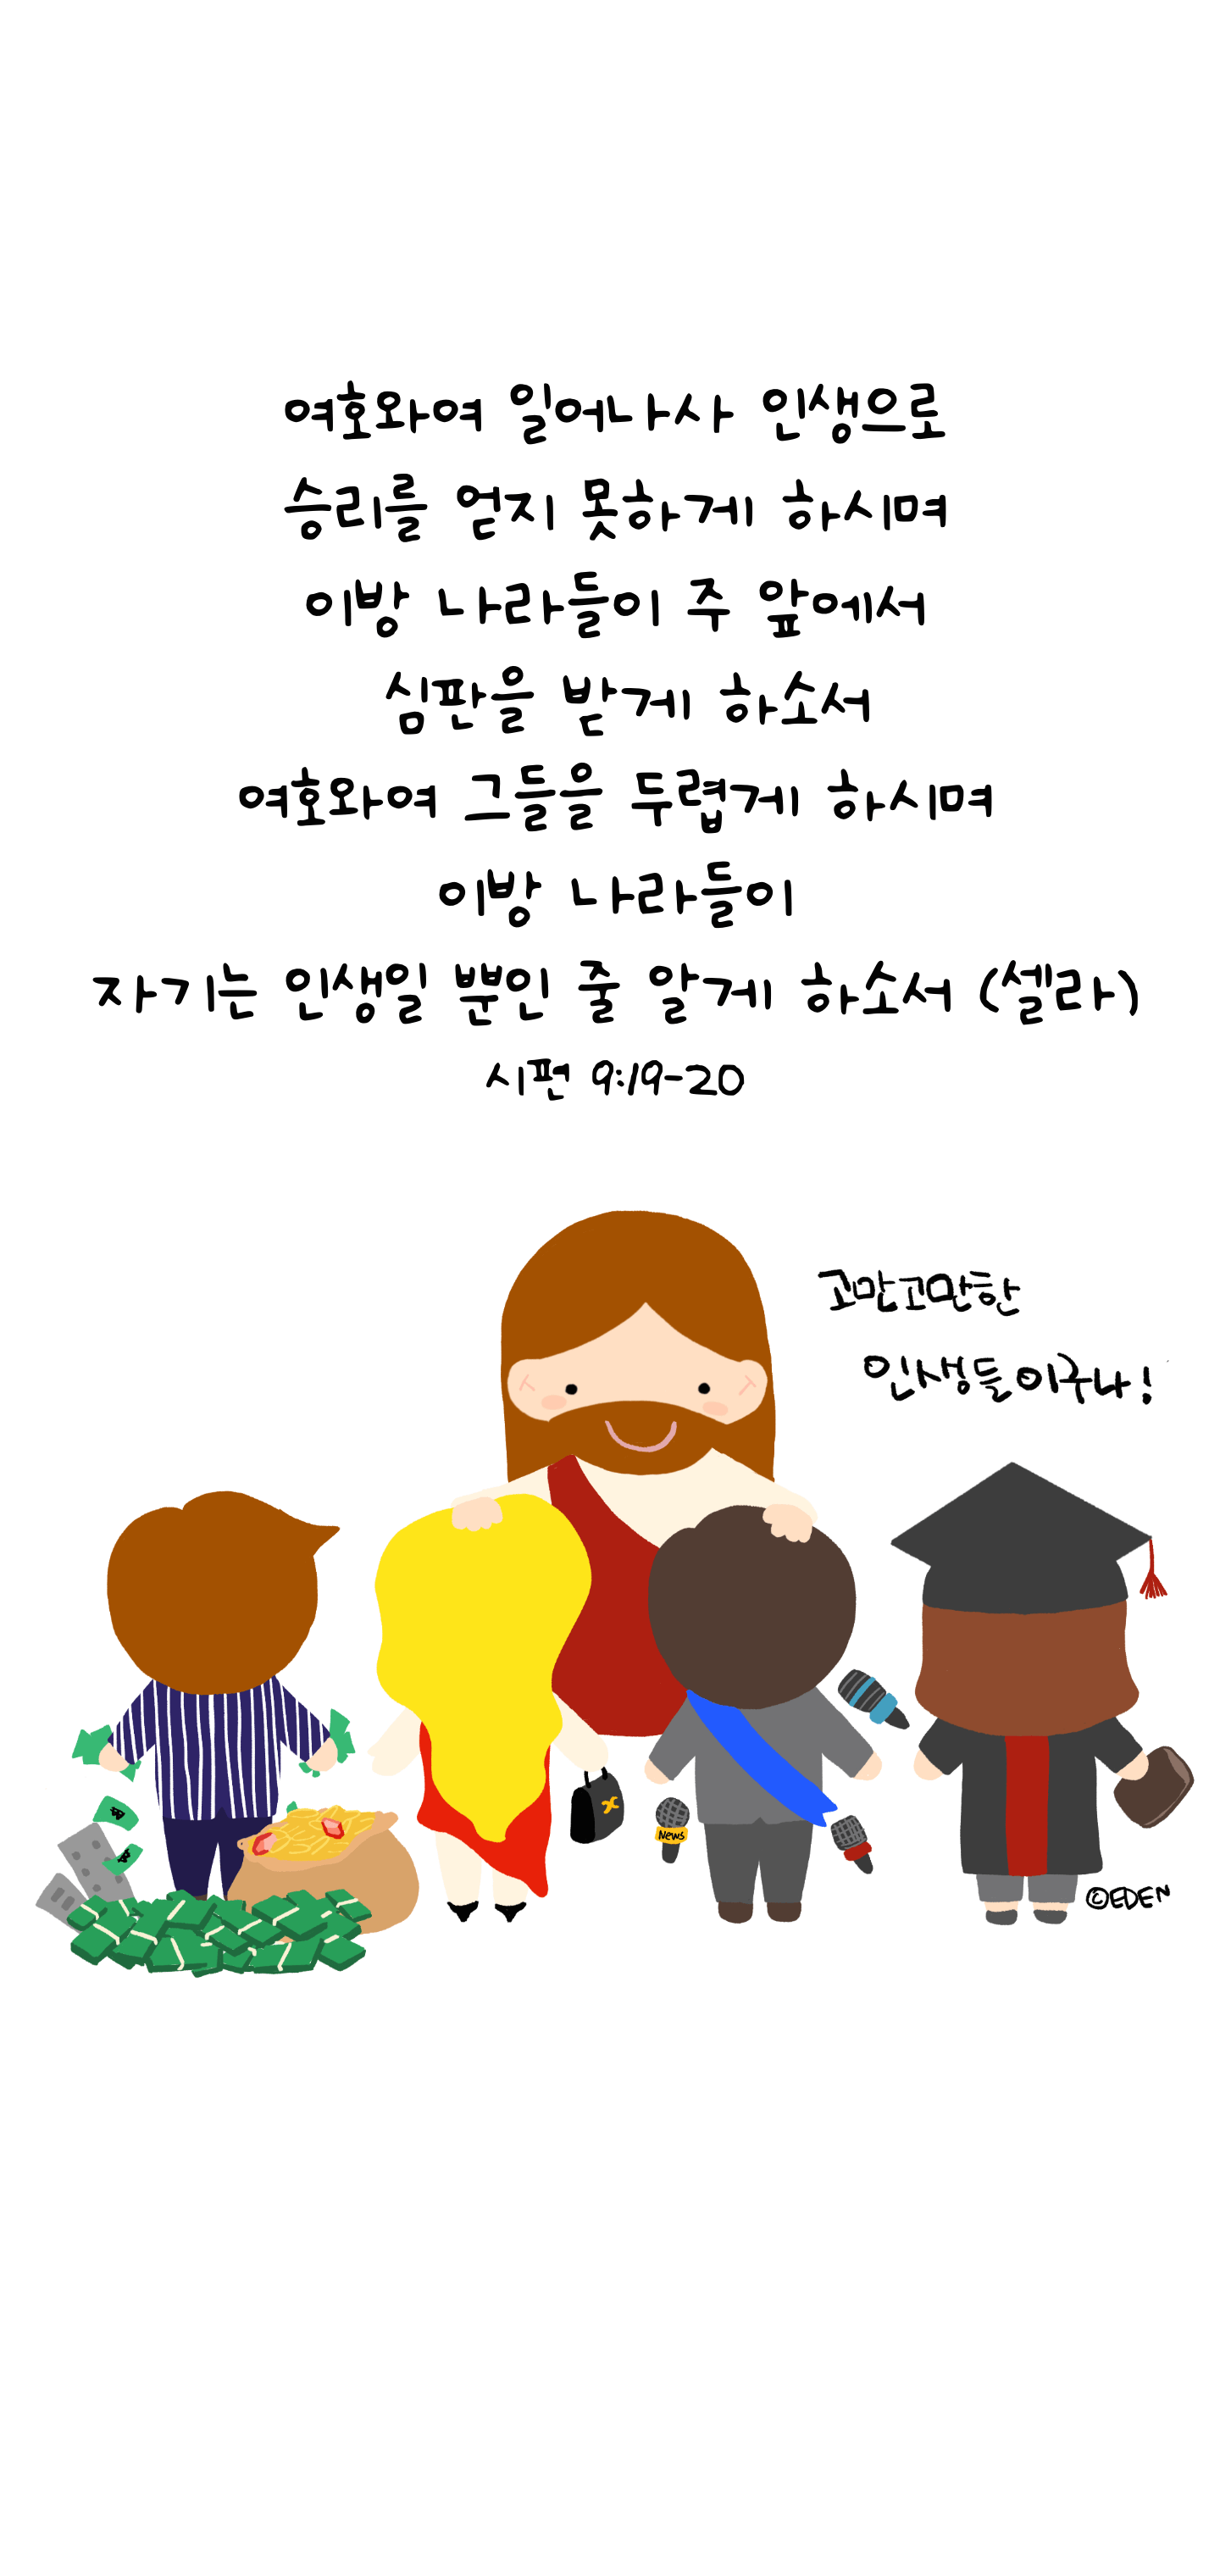 여호와여 일어나사 인생으로
승리를 얻지 못하게 하시며
이방 나라들이 주 앞에서
심판을 받게 하소서
여호와여 그들을 두렵게 하시며
이방 나라들이
자기는 인생일 뿐인 줄 알게 하소서 (셀라)
시편 9:19-20
고만고만한
인생들이구나!
News
©EDEN